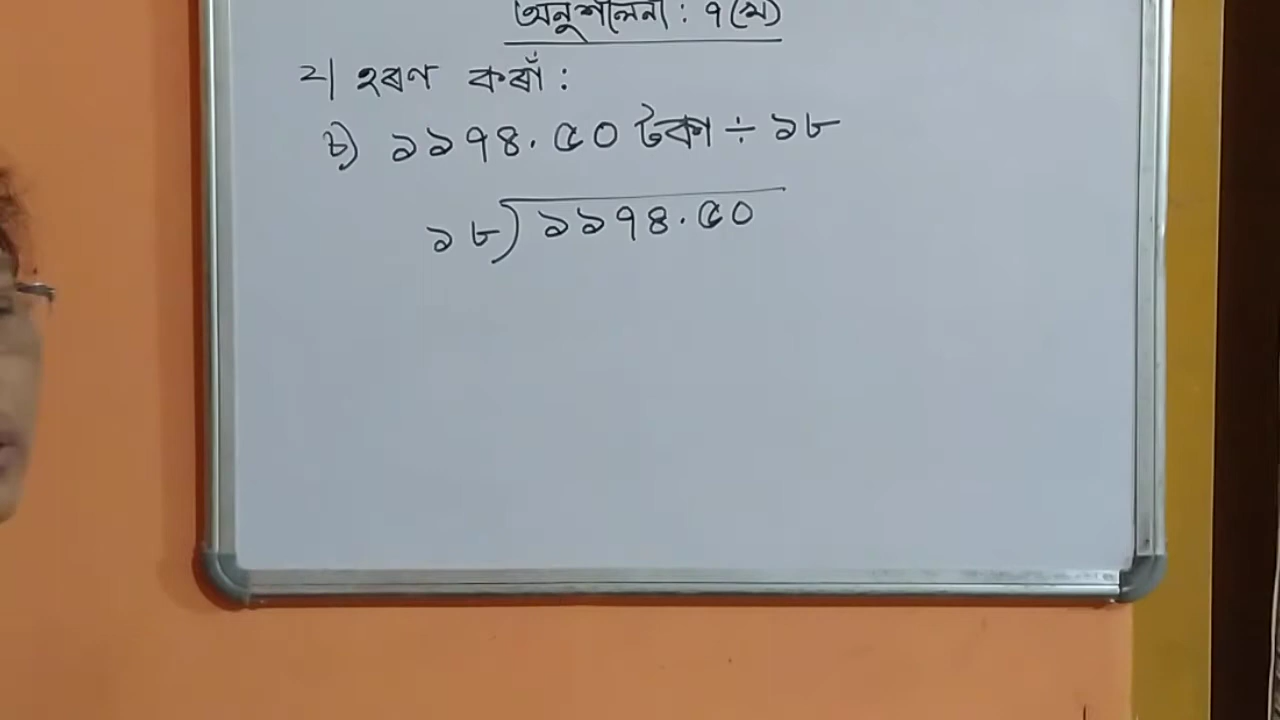 অনুশীলনী : ৭(খ)
২| হৰণ কৰাঁ :
চ) ১১৭৪.৫০ টকা ÷ ১৮
১৮)১১৭৪.৫০